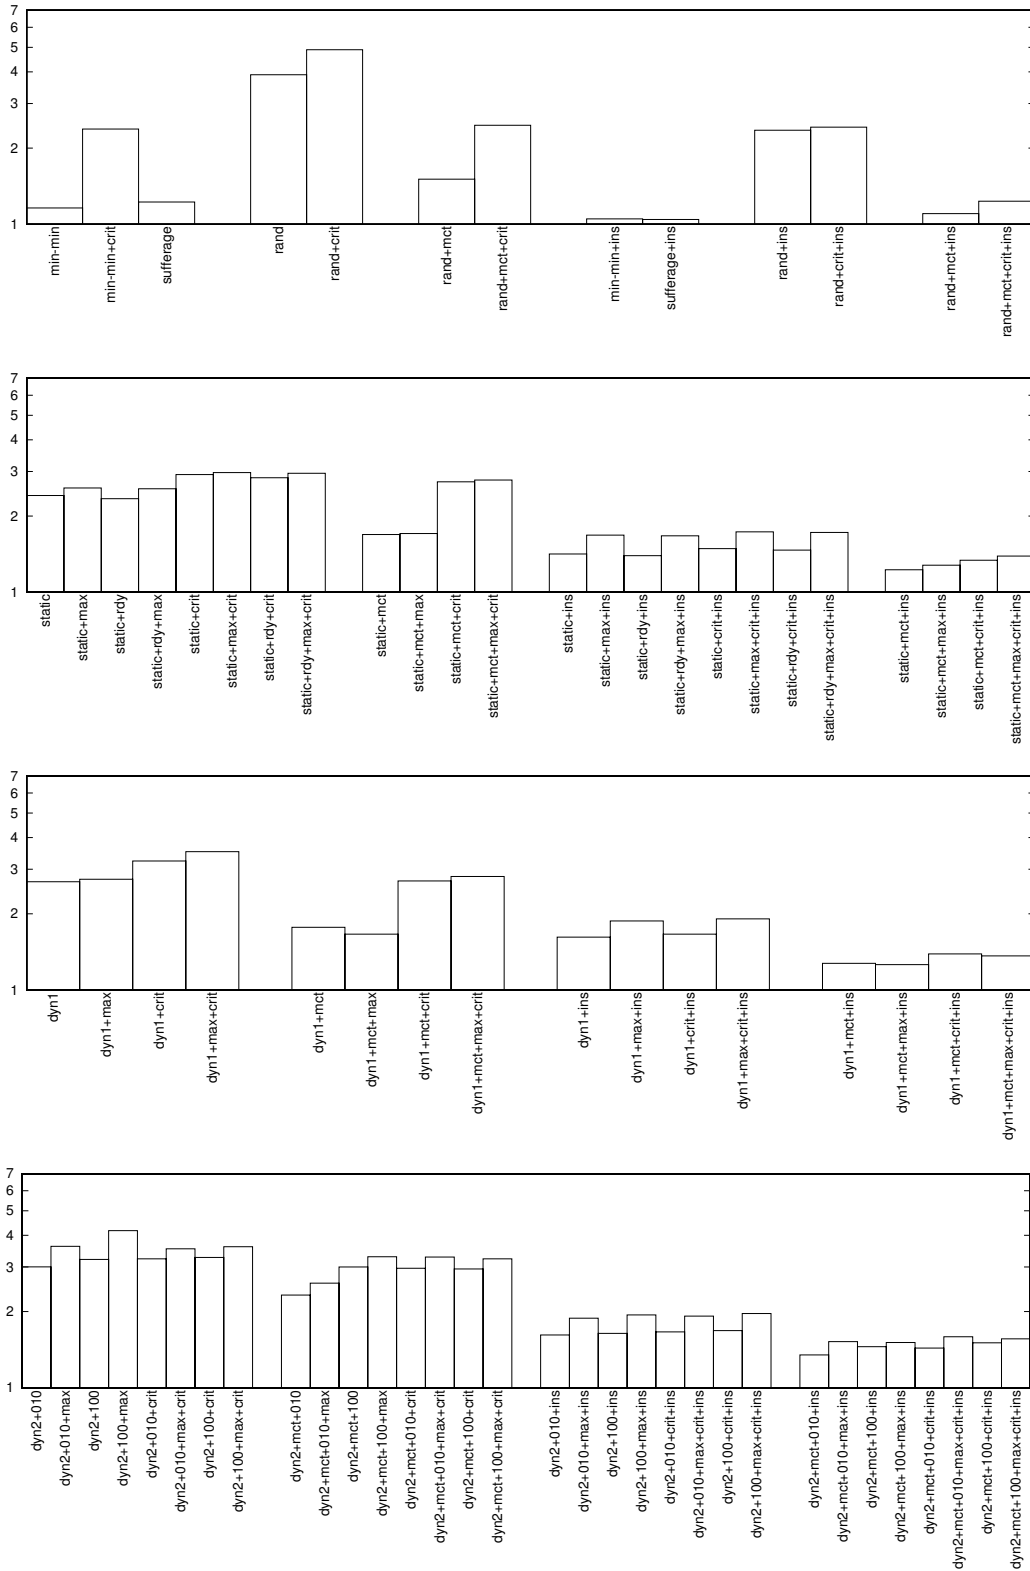 7
6
5
4
3
2
1
min-min
min-min+crit
sufferage
rand
rand+crit
rand+mct
rand+mct+crit
min-min+ins
sufferage+ins
rand+ins
rand+crit+ins
rand+mct+ins
rand+mct+crit+ins
7
6
5
4
3
2
1
static
static+max
static+rdy
static+rdy+max
static+crit
static+max+crit
static+rdy+crit
static+rdy+max+crit
static+mct
static+mct+max
static+mct+crit
static+mct+max+crit
static+ins
static+max+ins
static+rdy+ins
static+rdy+max+ins
static+crit+ins
static+max+crit+ins
static+rdy+crit+ins
static+rdy+max+crit+ins
static+mct+ins
static+mct+max+ins
static+mct+crit+ins
static+mct+max+crit+ins
7
6
5
4
3
2
1
dyn1
dyn1+max
dyn1+crit
dyn1+max+crit
dyn1+mct
dyn1+mct+max
dyn1+mct+crit
dyn1+mct+max+crit
dyn1+ins
dyn1+max+ins
dyn1+crit+ins
dyn1+max+crit+ins
dyn1+mct+ins
dyn1+mct+max+ins
dyn1+mct+crit+ins
dyn1+mct+max+crit+ins
7
6
5
4
3
2
1
dyn2+010
dyn2+010+max
dyn2+100
dyn2+100+max
dyn2+010+crit
dyn2+010+max+crit
dyn2+100+crit
dyn2+100+max+crit
dyn2+mct+010
dyn2+mct+010+max
dyn2+mct+100
dyn2+mct+100+max
dyn2+mct+010+crit
dyn2+mct+010+max+crit
dyn2+mct+100+crit
dyn2+mct+100+max+crit
dyn2+010+ins
dyn2+010+max+ins
dyn2+100+ins
dyn2+100+max+ins
dyn2+010+crit+ins
dyn2+010+max+crit+ins
dyn2+100+crit+ins
dyn2+100+max+crit+ins
dyn2+mct+010+ins
dyn2+mct+010+max+ins
dyn2+mct+100+ins
dyn2+mct+100+max+ins
dyn2+mct+010+crit+ins
dyn2+mct+010+max+crit+ins
dyn2+mct+100+crit+ins
dyn2+mct+100+max+crit+ins